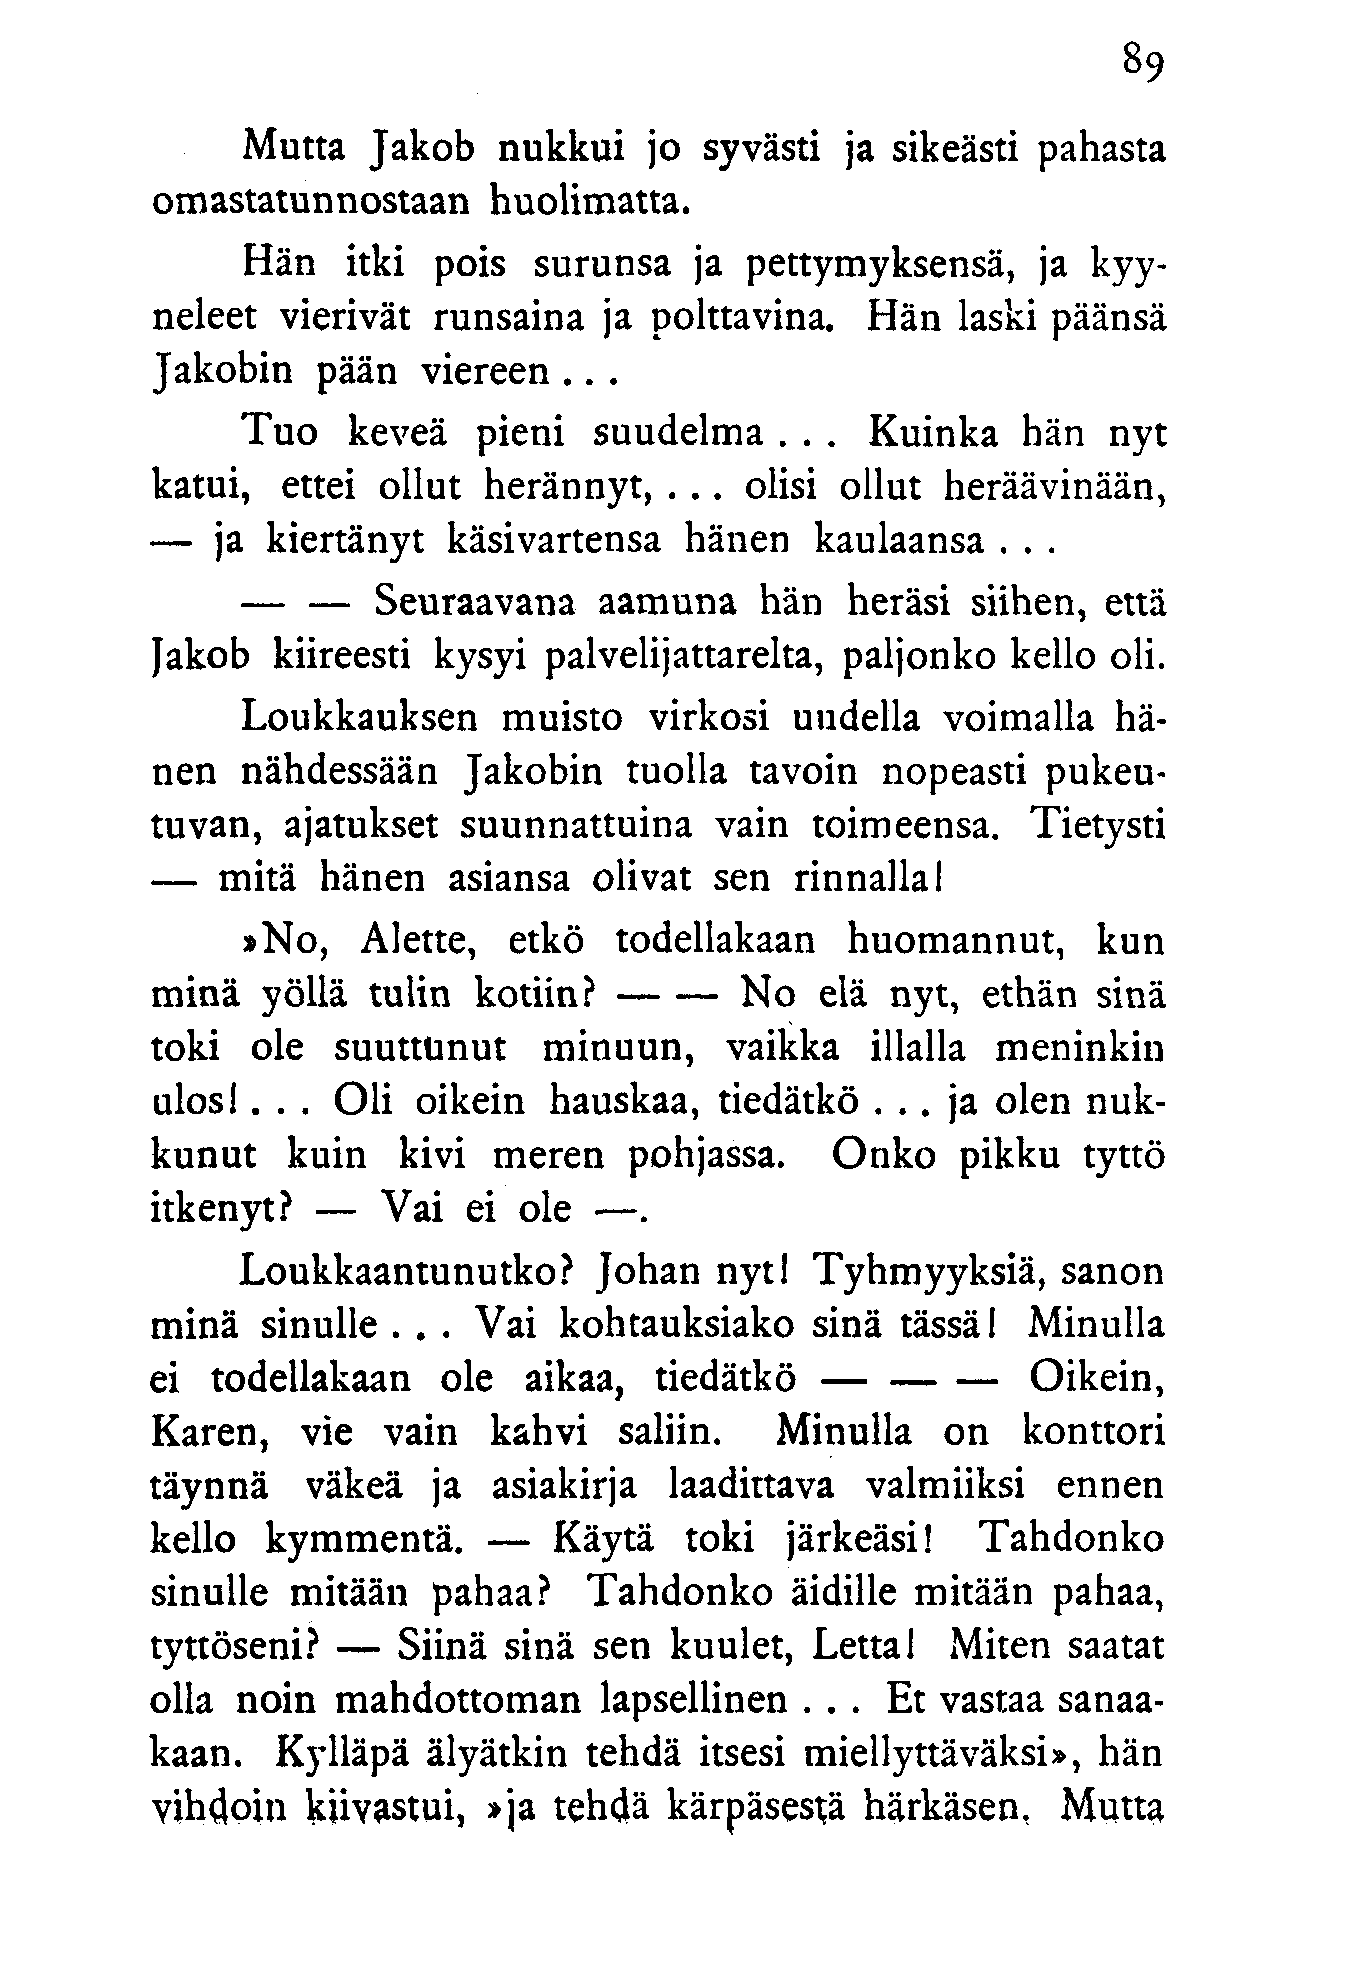 89
Mutta Jakob nukkui jo syvästi ja sikeästi pahasta
omastatunnostaan huolimatta.
Hän itki pois surunsa ja pettymyksensä, ja kyy-
neleet vierivät runsaina ja polttavina. Hän laski päänsä
Jakobin pään viereen . . .
Tuo keveä pieni suudelma . . . Kuinka hän nyt
katui, ettei ollut herännyt, . . . olisi ollut heräävinään,
— ja kiertänyt käsivartensa hänen kaulaansa . . .
— — Seuraavana aamuna hän heräsi siihen, että
Jakob kiireesti kysyi palvelijattarelta, paljonko kello oli.
Loukkauksen muisto virkosi uudella voimalla hä-
nen nähdessään Jakobin tuolla tavoin nopeasti pukeu-
tuvan, ajatukset suunnattuina vain toimeensa. Tietysti
— mitä hänen asiansa olivat sen rinnalla!
»No, Alette, etkö todellakaan huomannut, kun
minä yöllä tulin kotiin? — — No elä nyt, ethän sinä
toki ole suuttunut minuun, vaikka illalla meninkin
ulos! . . . Oli oikein hauskaa, tiedätkö . . . ja olen nuk-
kunut kuin kivi meren pohjassa. Onko pikku tyttö
itkenyt? — Vai ei ole —.
Loukkaantunutko? Johan nyt! Tyhmyyksiä, sanon
minä sinulle . . . Vai kohtauksiako sinä tässä! Minulla
ei todellakaan ole aikaa, tiedätkö — — — Oikein,
Karen, vie vain kahvi saliin. Minulla on konttori
täynnä väkeä ja asiakirja laadittava valmiiksi ennen
kello kymmentä. — Käytä toki järkeäsi! Tahdonko
sinulle mitään pahaa? Tahdonko äidille mitään pahaa,
tyttöseni? — Siinä sinä sen kuulet, Letta! Miten saatat
olla noin mahdottoman lapsellinen . . . Et vastaa sanaa-
kaan. Kylläpä älyätkin tehdä itsesi miellyttäväksi», hän
vihdoin kiivastui, »ja tehdä kärpäsestä härkäsen. Mutta